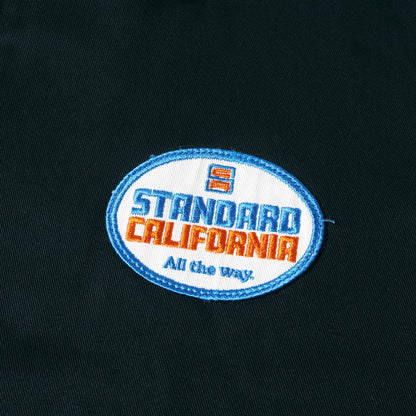 S
STANDARD
CALIFORNIA
All the way.